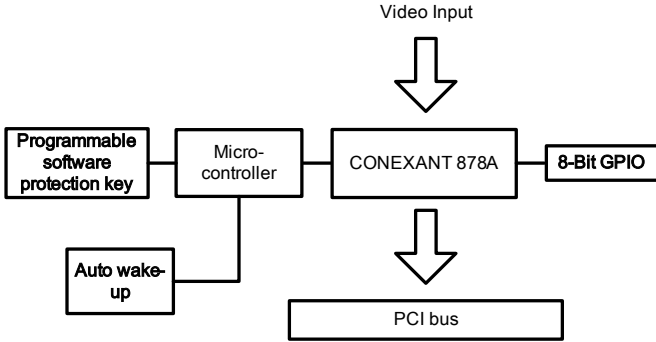 Video Input
Programmable
software
protection key
Micro-
controller
CONEXANT 878A
8-Bit GPIO
Auto wake-
up
PCI bus